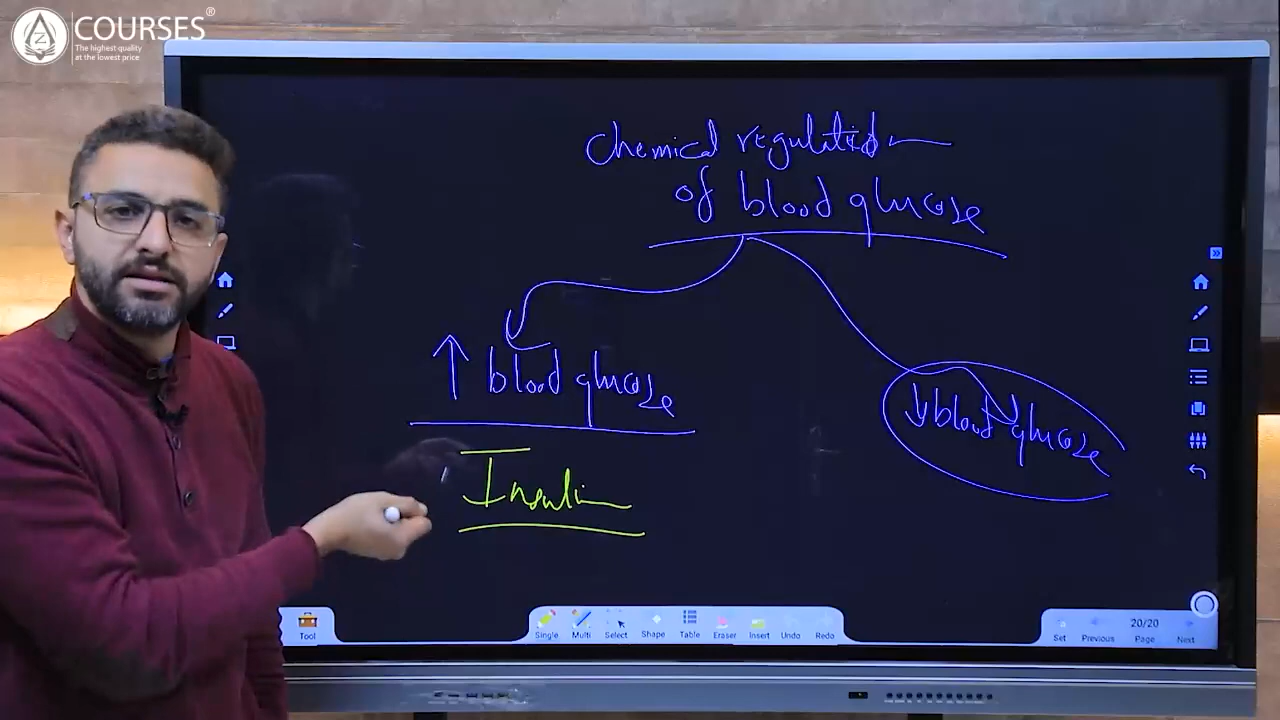 COURSES®
The highest quality
at the lowest price
chemical regulation
of blood glucose
↑ blood glucose
↓ blood glucose
Insulin
Tool
Single Multi Select Shape Table Eraser Insert Undo Redo
20/20
Set Previous Page Next